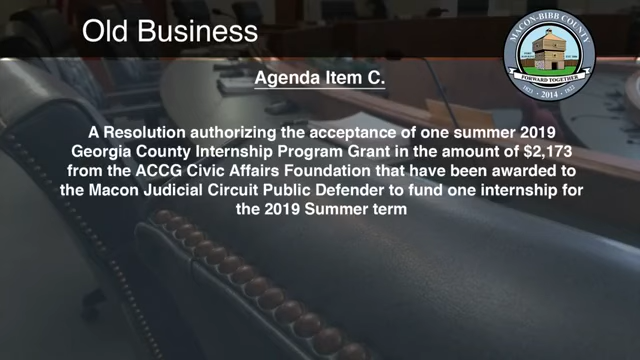 Old Business
MACON-BIBB COUNTY
FORWARD TOGETHER
· 2014 ·
Agenda Item C.
A Resolution authorizing the acceptance of one summer 2019
Georgia County Internship Program Grant in the amount of $2,173
from the ACCG Civic Affairs Foundation that have been awarded to
the Macon Judicial Circuit Public Defender to fund one internship for
the 2019 Summer term